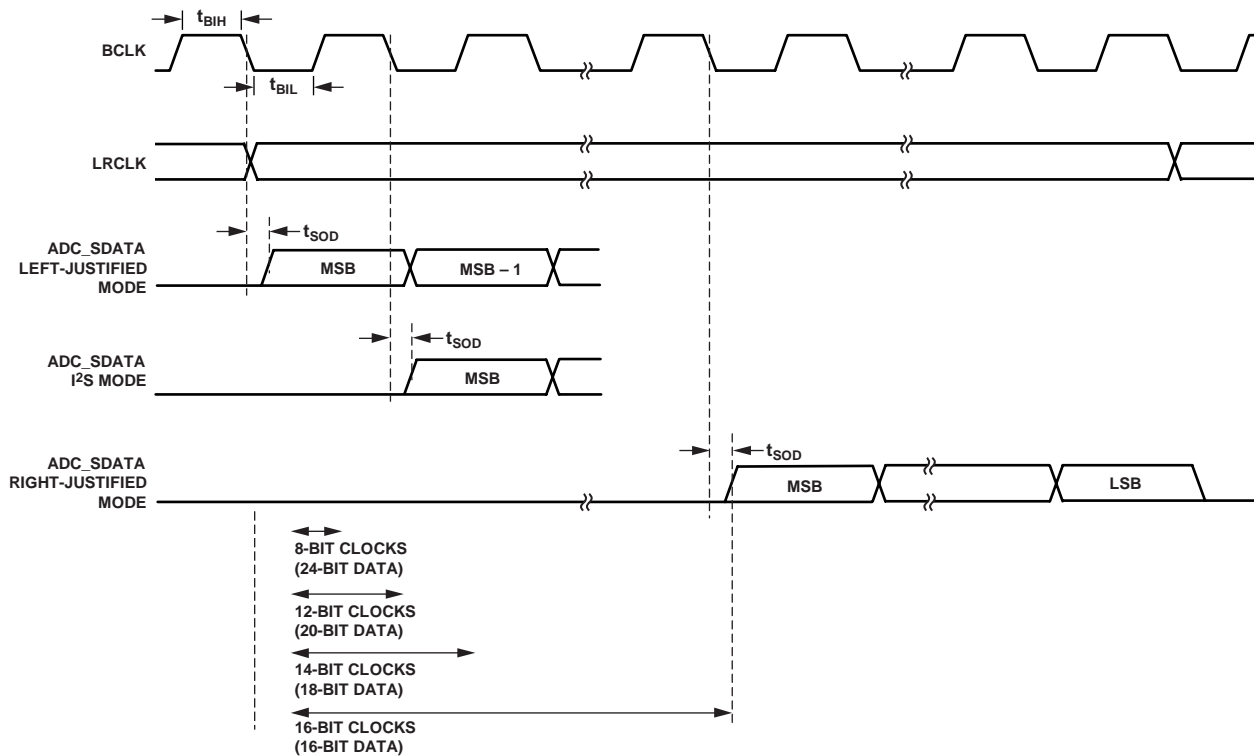 tBIH
BCLK
tBIL
LRCLK
tSOD
ADC_SDATA
LEFT-JUSTIFIED
MODE
MSB
MSB – 1
tSOD
ADC_SDATA
I2S MODE
MSB
ADC_SDATA
RIGHT-JUSTIFIED
MODE
tSOD
MSB
LSB
8-BIT CLOCKS
(24-BIT DATA)
12-BIT CLOCKS
(20-BIT DATA)
14-BIT CLOCKS
(18-BIT DATA)
16-BIT CLOCKS
(16-BIT DATA)